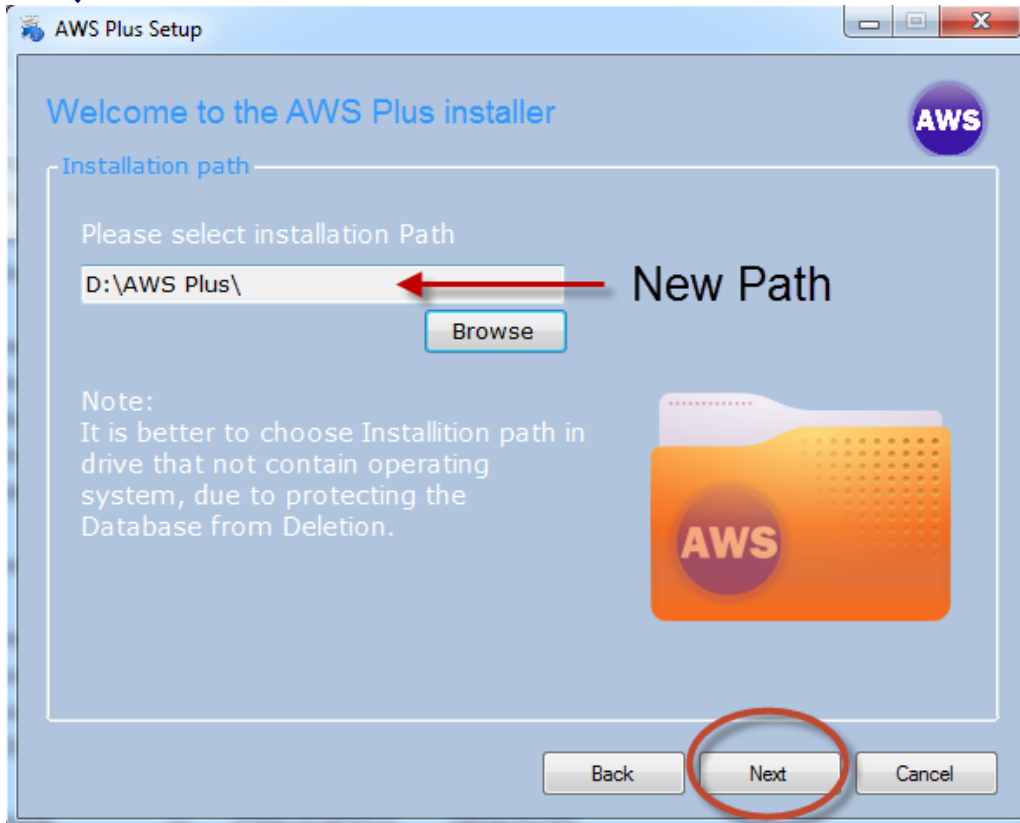 AWS Plus Setup
Welcome to the AWS Plus installer
AWS
Installation path
Please select installation Path
D:\AWS Plus\
New Path
Browse
Note:
It is better to choose Installition path in
drive that not contain operating
system, due to protecting the
Database from Deletion.
AWS
Back
Next
Cancel